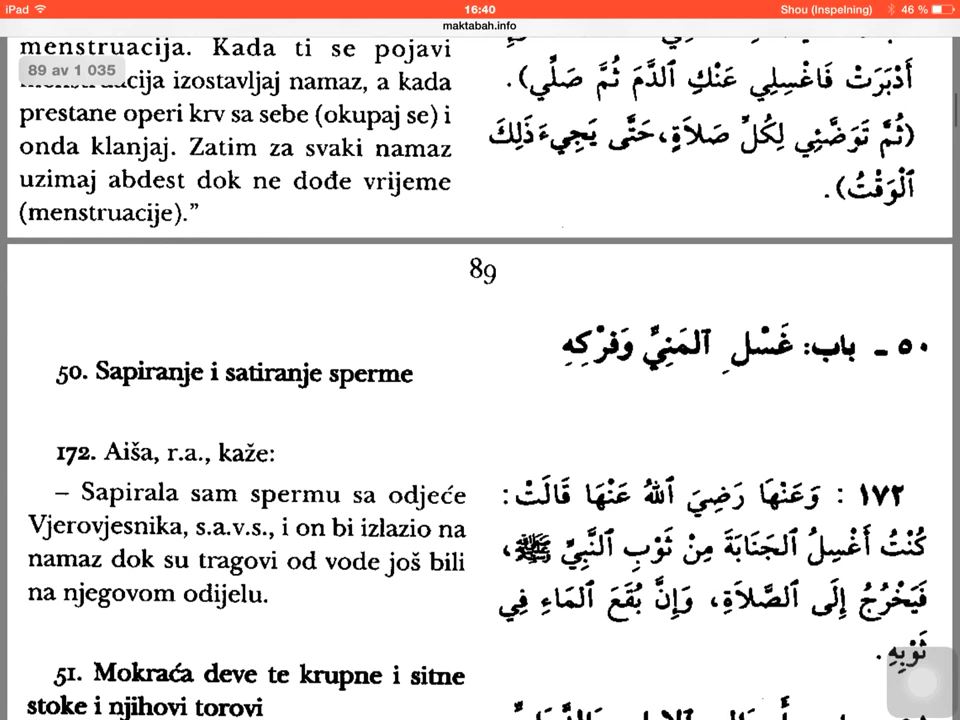 iPad 16:40 Shou (Inspelning) 46 %
maktabah.info
89 av 1 035
menstruacija. Kada ti se pojavi
izostavljaj namaz, a kada
prestane operi krv sa sebe (okupaj se) i
onda klanjaj. Zatim za svaki namaz
uzimaj abdest dok ne dođe vrijeme
(menstruacije).”
أَدْبَرَتْ فَاغْسِلِي عَنْكِ ٱلدَّمَ ثُمَّ صَلِّي).
(ثُمَّ تَوَضَّئِي لِكُلِّ صَلَاةٍ، حَتَّى يَجِيءَ ذَلِكَ
ٱلْوَقْتُ).
89
٥٠ ـ باب: غَسْلِ ٱلمَنِيِّ وَفَرْكِهِ
50. Sapiranje i satiranje sperme
172. Aiša, r.a., kaže:
– Sapirala sam spermu sa odjeće
Vjerovjesnika, s.a.v.s., i on bi izlazio na
namaz dok su tragovi od vode još bili
na njegovom odijelu.
١٧٢ : وَعَنْهَا رَضِيَ ٱللهُ عَنْهَا قَالَتْ:
كُنْتُ أَغْسِلُ ٱلجَنَابَةَ مِنْ ثَوْبِ ٱلنَّبِيِّ ﷺ،
فَيَخْرُجُ إِلَى ٱلصَّلَاةِ، وَإِنَّ بُقَعَ ٱلمَاءِ فِي
ثَوْبِهِ.
51. Mokraća deve te krupne i sitne
stoke i njihovi torovi